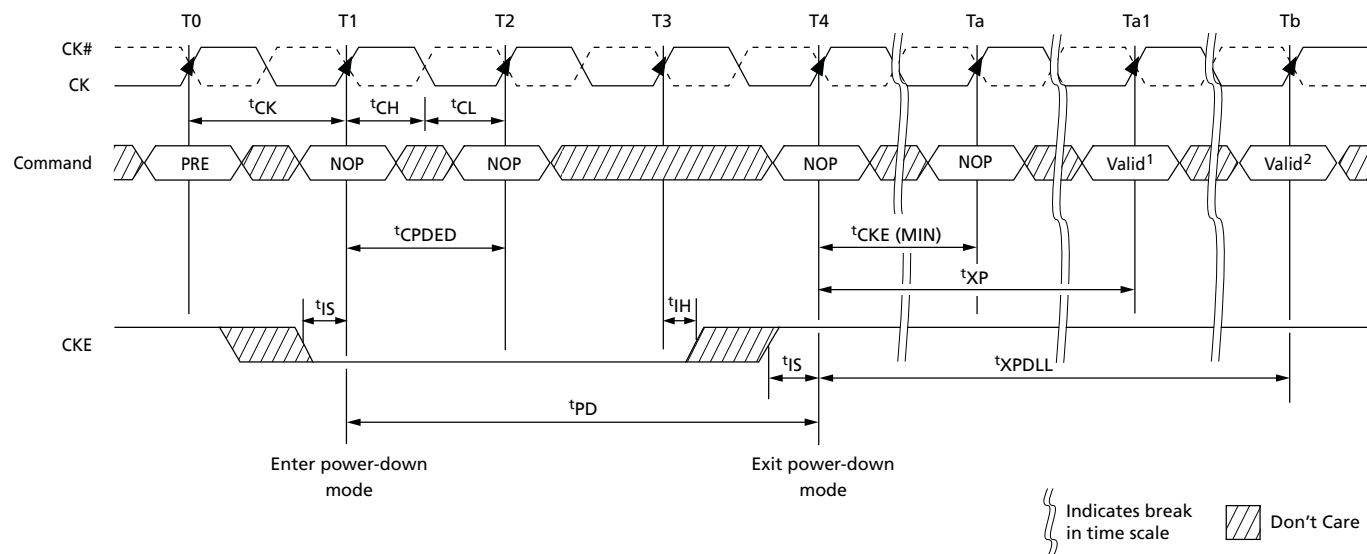 T0 T1 T2 T3 T4 Ta Ta1 Tb
CK#
CK
tCK tCH tCL
Command PRE NOP NOP NOP NOP Valid1 Valid2
tCPDED tCKE (MIN)
tXP
tIS tIH
CKE
tIS tXPDLL
tPD
Enter power-down
mode
Exit power-down
mode
Indicates break
in time scale
Don't Care